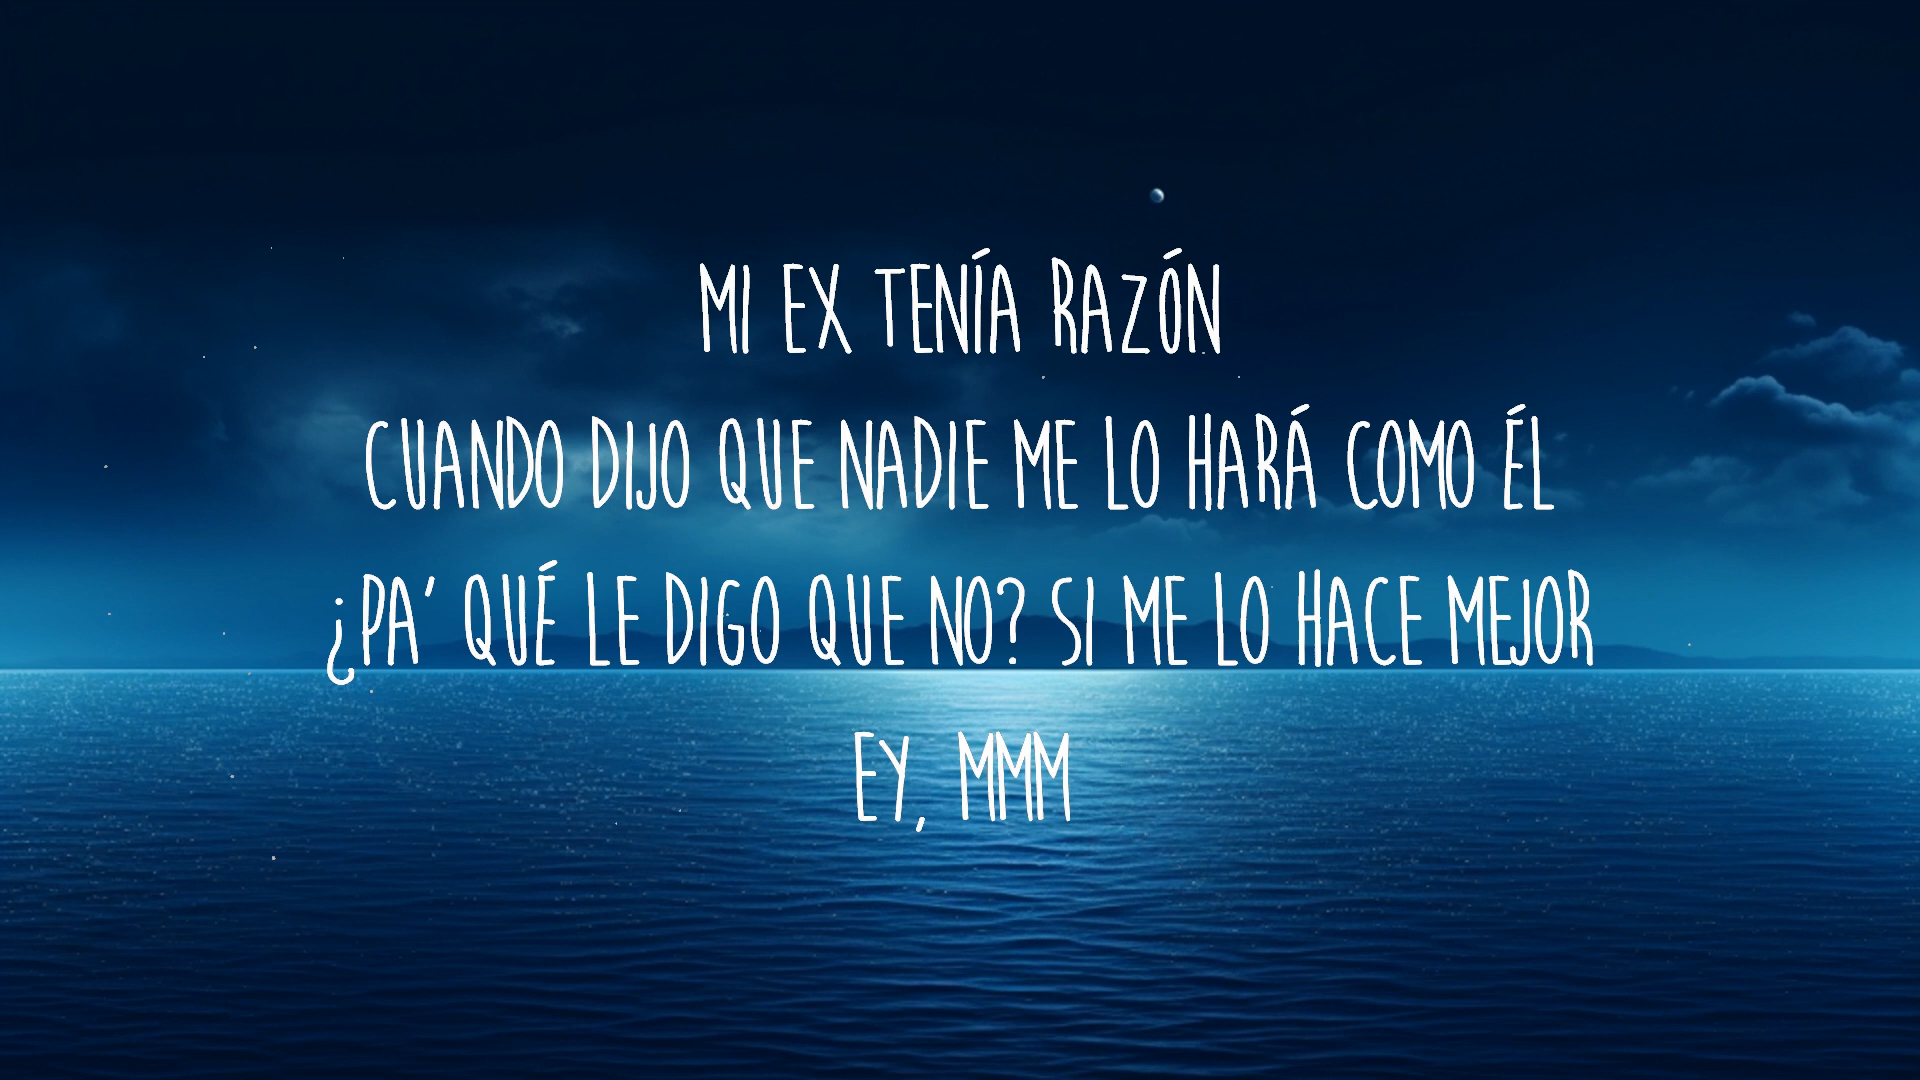 MI EX TENÍA RAZÓN
CUANDO DIJO QUE NADIE ME LO HARÁ COMO ÉL
¿PA' QUÉ LE DIGO QUE NO? SI ME LO HACE MEJOR
EY, MMM